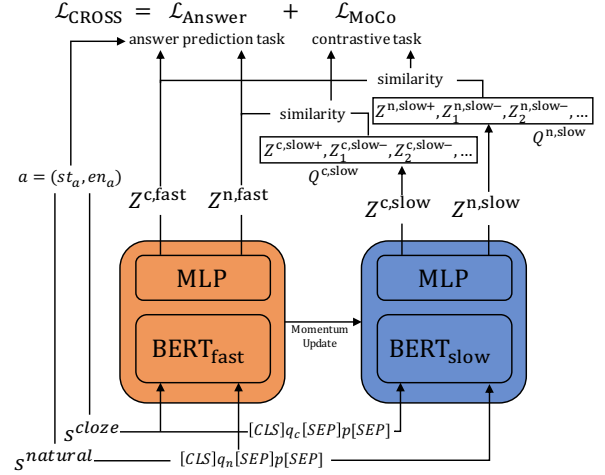 ℒ_CROSS = ℒ_Answer + ℒ_MoCo
answer prediction task contrastive task
similarity
similarity
Z^{n,slow+}, Z_1^{n,slow−}, Z_2^{n,slow−}, ...
Q^{n,slow}
Z^{c,slow+}, Z_1^{c,slow−}, Z_2^{c,slow−}, ...
Q^{c,slow}
a = (st_a, en_a)
Z^{c,fast} Z^{n,fast} Z^{c,slow} Z^{n,slow}
MLP MLP
Momentum
Update
BERT_fast BERT_slow
s^{cloze} [CLS]q_c[SEP]p[SEP]
s^{natural} [CLS]q_n[SEP]p[SEP]